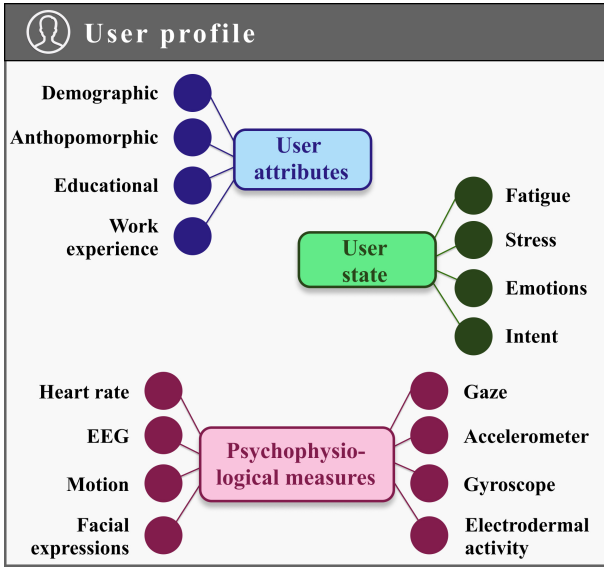 User profile
Demographic
Anthopomorphic
Educational
Work
experience
User
attributes
User
state
Fatigue
Stress
Emotions
Intent
Heart rate
EEG
Motion
Facial
expressions
Psychophysio-
logical measures
Gaze
Accelerometer
Gyroscope
Electrodermal
activity